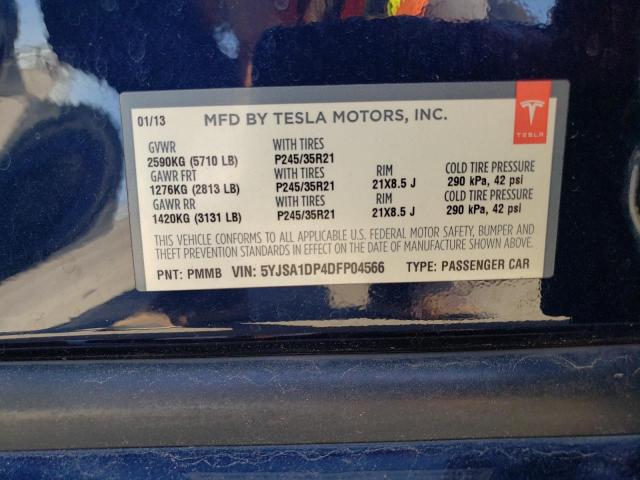 01/13 MFD BY TESLA MOTORS, INC.
TESLA
GVWR WITH TIRES
2590KG (5710 LB) P245/35R21
GAWR FRT WITH TIRES RIM COLD TIRE PRESSURE
1276KG (2813 LB) P245/35R21 21X8.5 J 290 kPa, 42 psi
GAWR RR WITH TIRES RIM COLD TIRE PRESSURE
1420KG (3131 LB) P245/35R21 21X8.5 J 290 kPa, 42 psi
THIS VEHICLE CONFORMS TO ALL APPLICABLE U.S. FEDERAL MOTOR SAFETY, BUMPER AND
THEFT PREVENTION STANDARDS IN EFFECT ON THE DATE OF MANUFACTURE SHOWN ABOVE.
PNT: PMMB VIN: 5YJSA1DP4DFP04566 TYPE: PASSENGER CAR